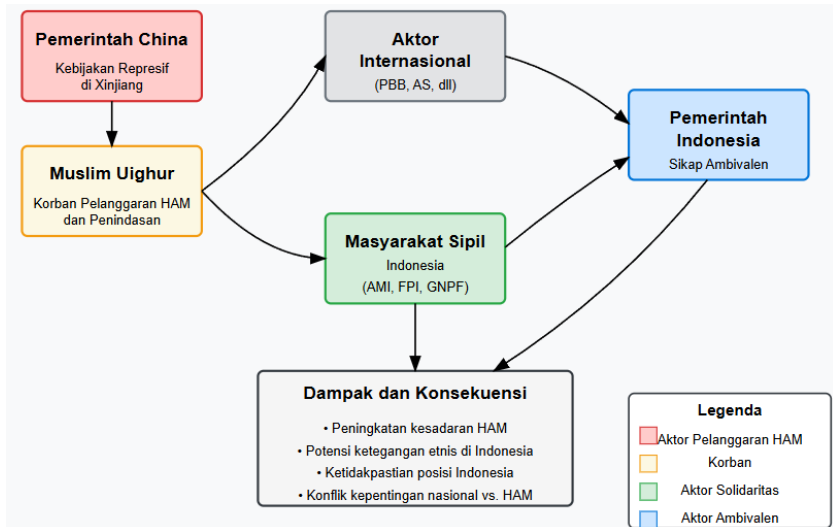 Pemerintah China
Kebijakan Represif
di Xinjiang
Aktor
Internasional
(PBB, AS, dll)
Pemerintah
Indonesia
Sikap Ambivalen
Muslim Uighur
Korban Pelanggaran HAM
dan Penindasan
Masyarakat Sipil
Indonesia
(AMI, FPI, GNPF)
Dampak dan Konsekuensi
• Peningkatan kesadaran HAM
• Potensi ketegangan etnis di Indonesia
• Ketidakpastian posisi Indonesia
• Konflik kepentingan nasional vs. HAM
Legenda
Aktor Pelanggaran HAM
Korban
Aktor Solidaritas
Aktor Ambivalen